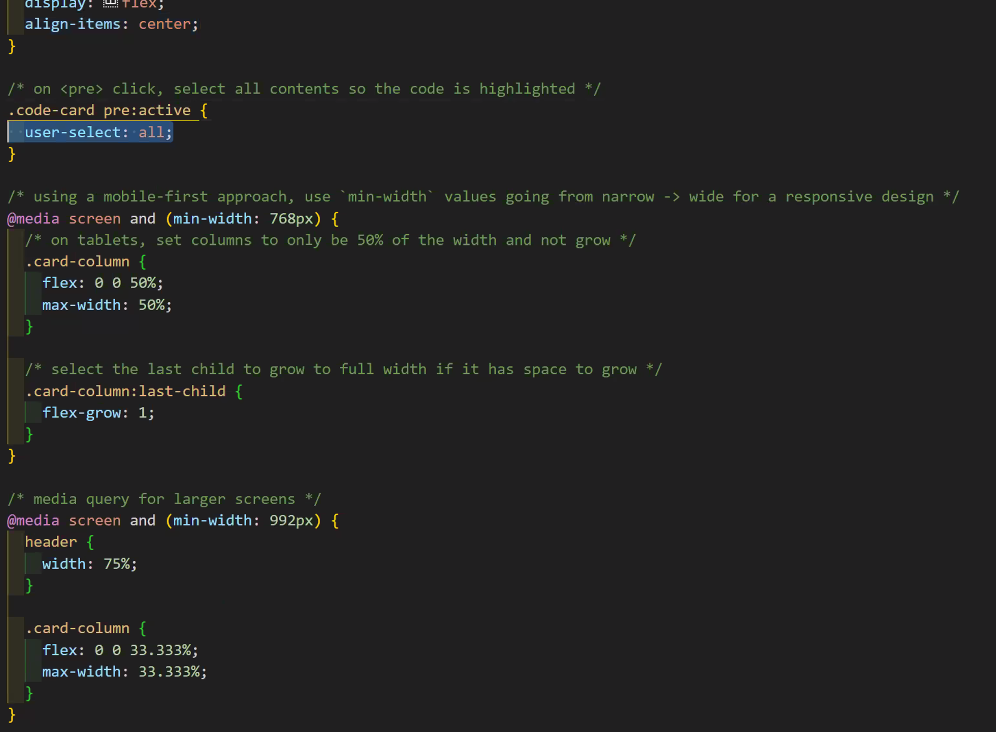 display: flex;
align-items: center;
}
/* on <pre> click, select all contents so the code is highlighted */
.code-card pre:active {
user-select: all;
}
/* using a mobile-first approach, use `min-width` values going from narrow -> wide for a responsive design */
@media screen and (min-width: 768px) {
/* on tablets, set columns to only be 50% of the width and not grow */
.card-column {
flex: 0 0 50%;
max-width: 50%;
}
/* select the last child to grow to full width if it has space to grow */
.card-column:last-child {
flex-grow: 1;
}
}
/* media query for larger screens */
@media screen and (min-width: 992px) {
header {
width: 75%;
}
.card-column {
flex: 0 0 33.333%;
max-width: 33.333%;
}
}